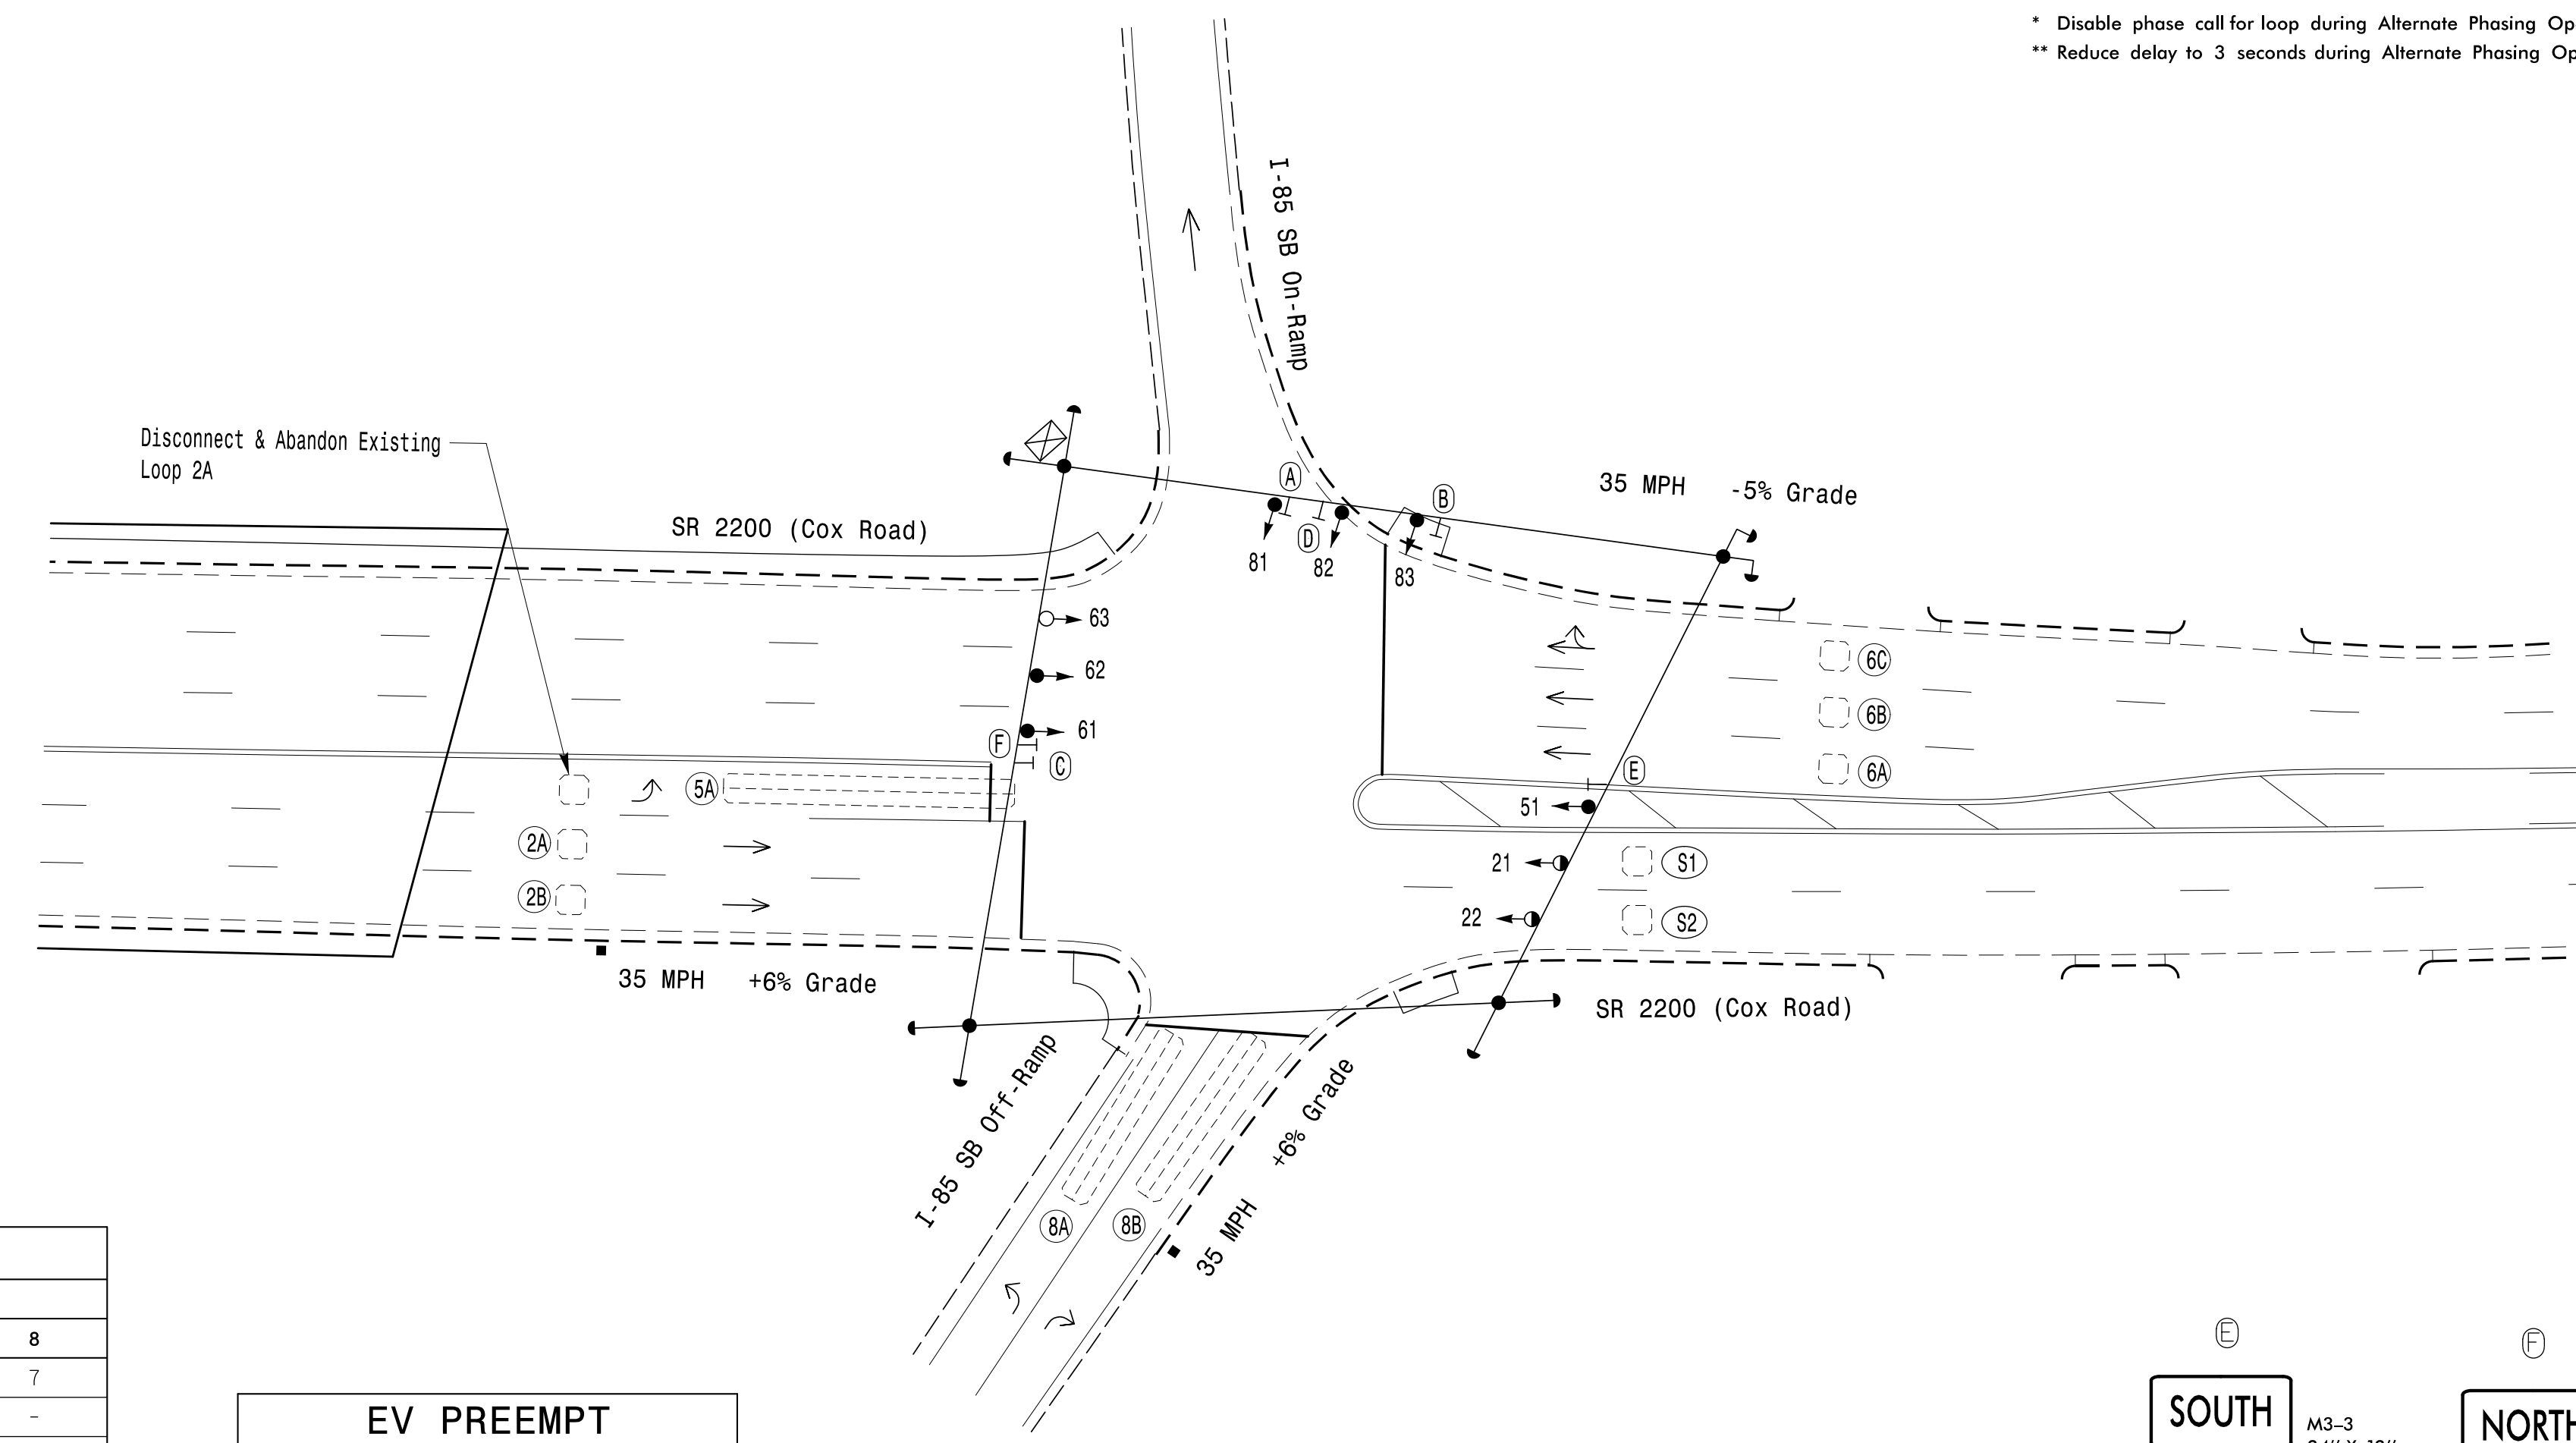 * Disable phase call for loop during Alternate Phasing Op
** Reduce delay to 3 seconds during Alternate Phasing Op
I-85 SB On-Ramp
Disconnect & Abandon Existing
Loop 2A
SR 2200 (Cox Road)
A
B
D
81
82
83
35 MPH -5% Grade
63
62
61
F
C
6C
6B
6A
E
5A
51
2A
2B
21
22
S1
S2
35 MPH +6% Grade
SR 2200 (Cox Road)
I-85 SB Off-Ramp
35 MPH +6% Grade
8A
8B
8
7
-
EV PREEMPT
E
F
SOUTH
M3-3
NORTH